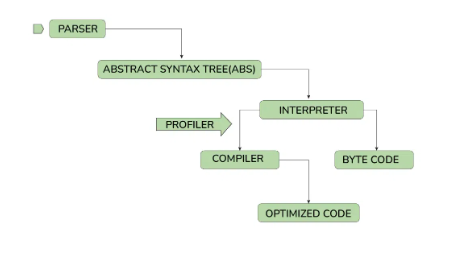 PARSER
ABSTRACT SYNTAX TREE(ABS)
INTERPRETER
PROFILER
COMPILER
BYTE CODE
OPTIMIZED CODE